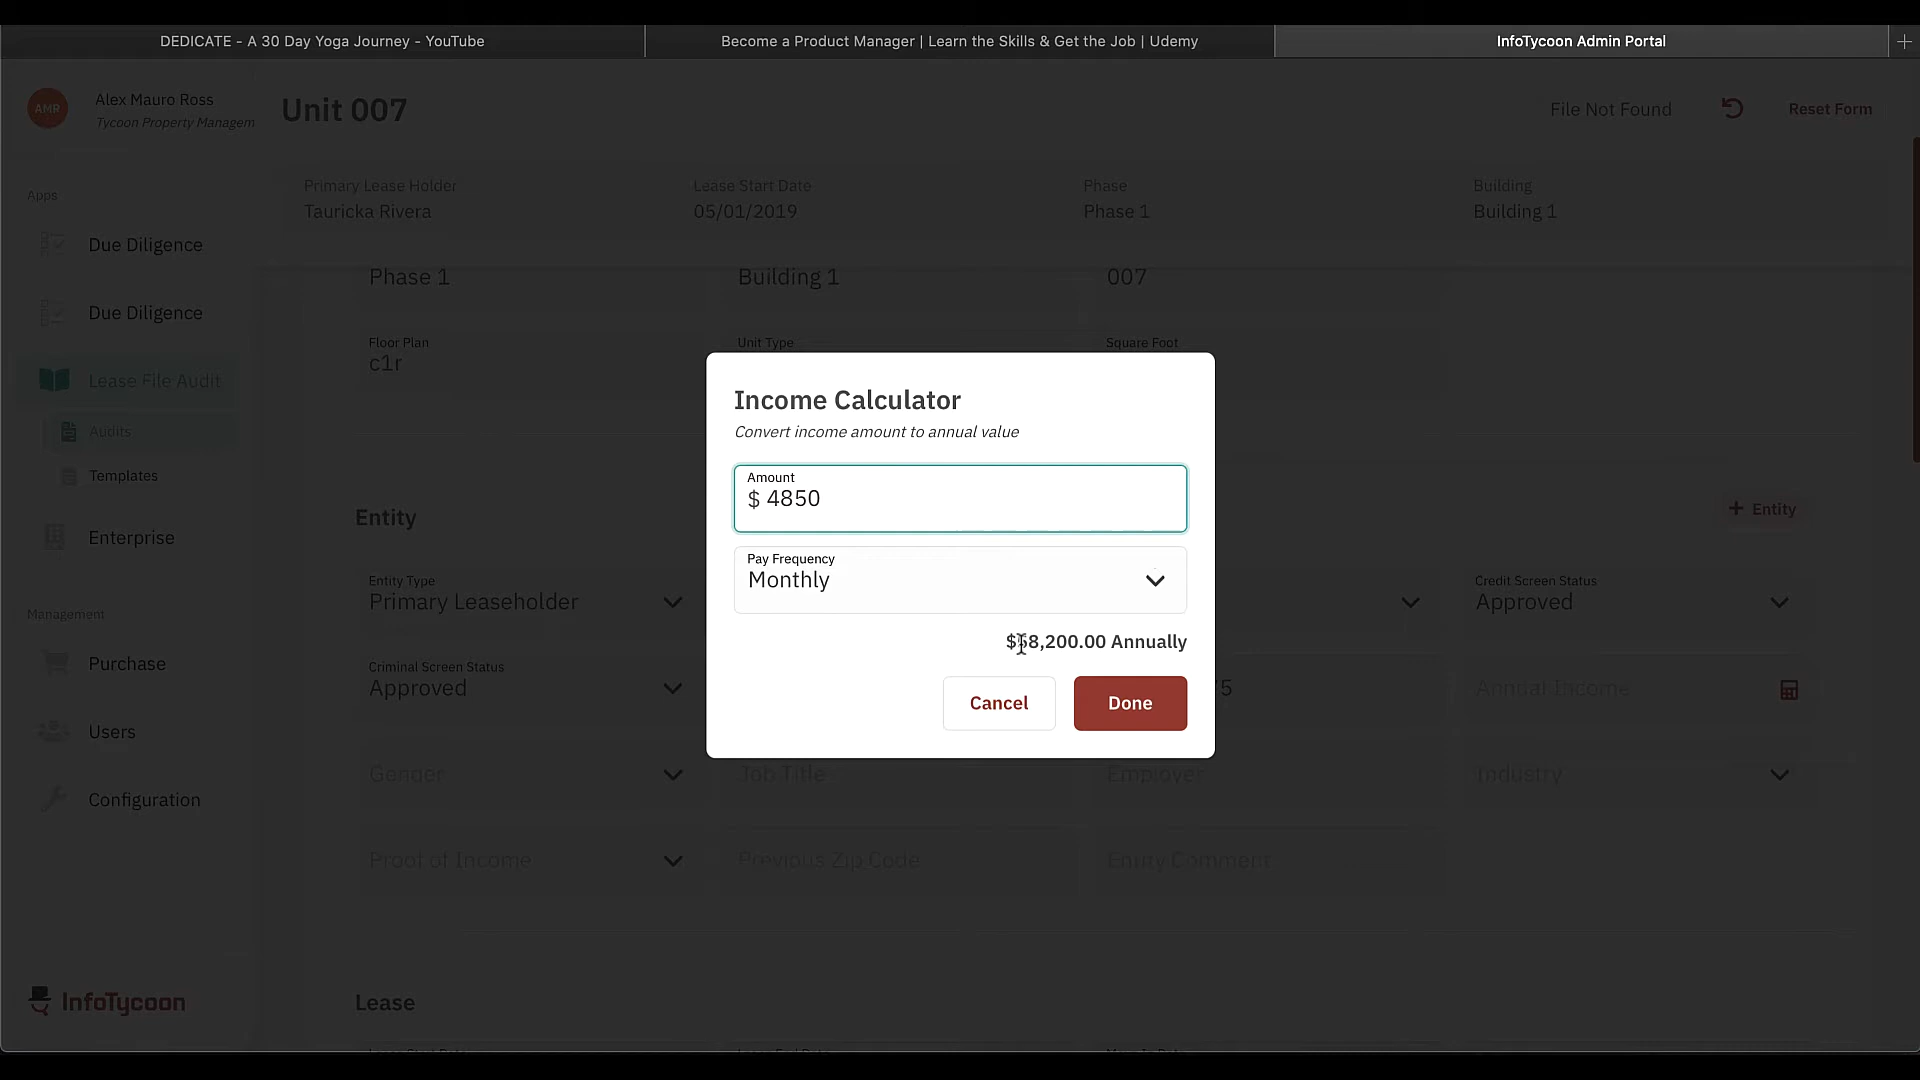 DEDICATE - A 30 Day Yoga Journey - YouTube
Become a Product Manager | Learn the Skills & Get the Job | Udemy
InfoTycoon Admin Portal
AMR
Alex Mauro Ross
Tycoon Property Managem
Unit 007
File Not Found
Reset Form
Primary Lease Holder
Lease Start Date
Phase
Building
Tauricka Rivera
05/01/2019
Phase 1
Building 1
Apps
Due Diligence
Due Diligence
Lease File Audit
Audits
Templates
Enterprise
Management
Purchase
Users
Configuration
InfoTycoon
Phase 1
Building 1
007
Floor Plan
Unit Type
Square Foot
c1r
Entity
+ Entity
Entity Type
Primary Leaseholder
Credit Screen Status
Approved
Criminal Screen Status
Approved
Annual Income
Gender
Job Title
Employer
Industry
Proof of Income
Previous Zip Code
Entity Comment
Lease
Income Calculator
Convert income amount to annual value
Amount
$ 4850
Pay Frequency
Monthly
$58,200.00 Annually
Cancel
Done